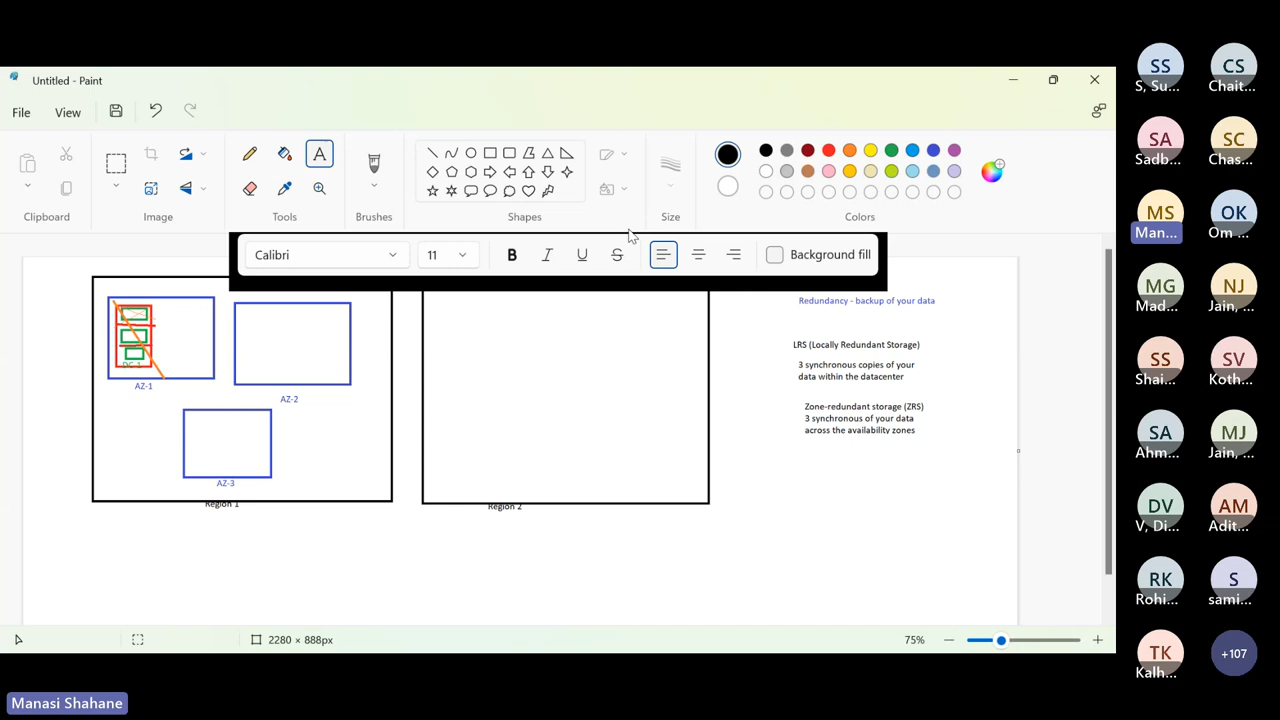 Untitled - Paint
File
View
Clipboard
Image
Tools
Brushes
Shapes
Size
Colors
A
Calibri
11
B
I
U
Background fill
AZ-1
AZ-2
AZ-3
Region 1
Region 2
Redundancy - backup of your data
LRS (Locally Redundant Storage)
3 synchronous copies of your
data within the datacenter
Zone-redundant storage (ZRS)
3 synchronous of your data
across the availability zones
2280 × 888px
75%
SS
S, Su...
CS
Chait...
SA
Sadb...
SC
Chas...
MS
Man...
OK
Om ...
MG
Mad...
NJ
Jain, ...
SS
Shai...
SV
Koth...
SA
Ahm...
MJ
Jain, ...
DV
V, Di...
AM
Adit...
RK
Rohi...
S
sami...
TK
Kalh...
+107
Manasi Shahane